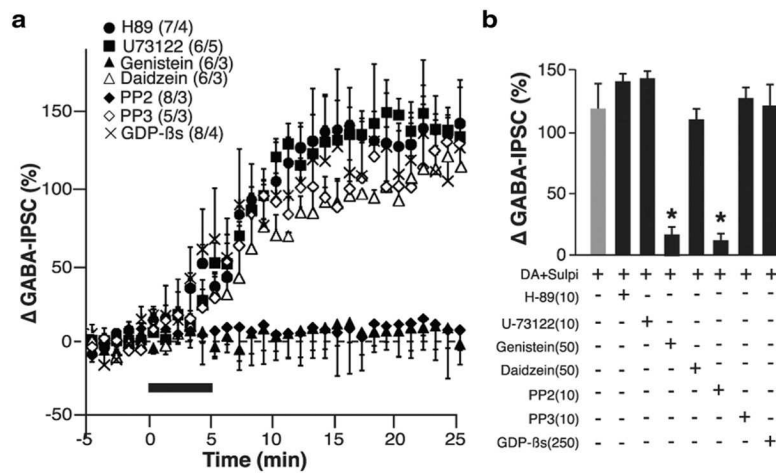 a
b
H89 (7/4)
U73122 (6/5)
Genistein (6/3)
Daidzein (6/3)
PP2 (8/3)
PP3 (5/3)
GDP-ßs (8/4)
Δ GABA-IPSC (%)
150
100
50
0
-50
-5
0
5
10
15
20
25
Time (min)
Δ GABA-IPSC (%)
150
100
50
0
*
*
DA+Sulpi + + + + + + + +
H-89(10) - + - - - - - -
U-73122(10) - - + - - - - -
Genistein(50) - - - + - - - -
Daidzein(50) - - - - + - - -
PP2(10) - - - - - + - -
PP3(10) - - - - - - + -
GDP-ßs(250) - - - - - - - +